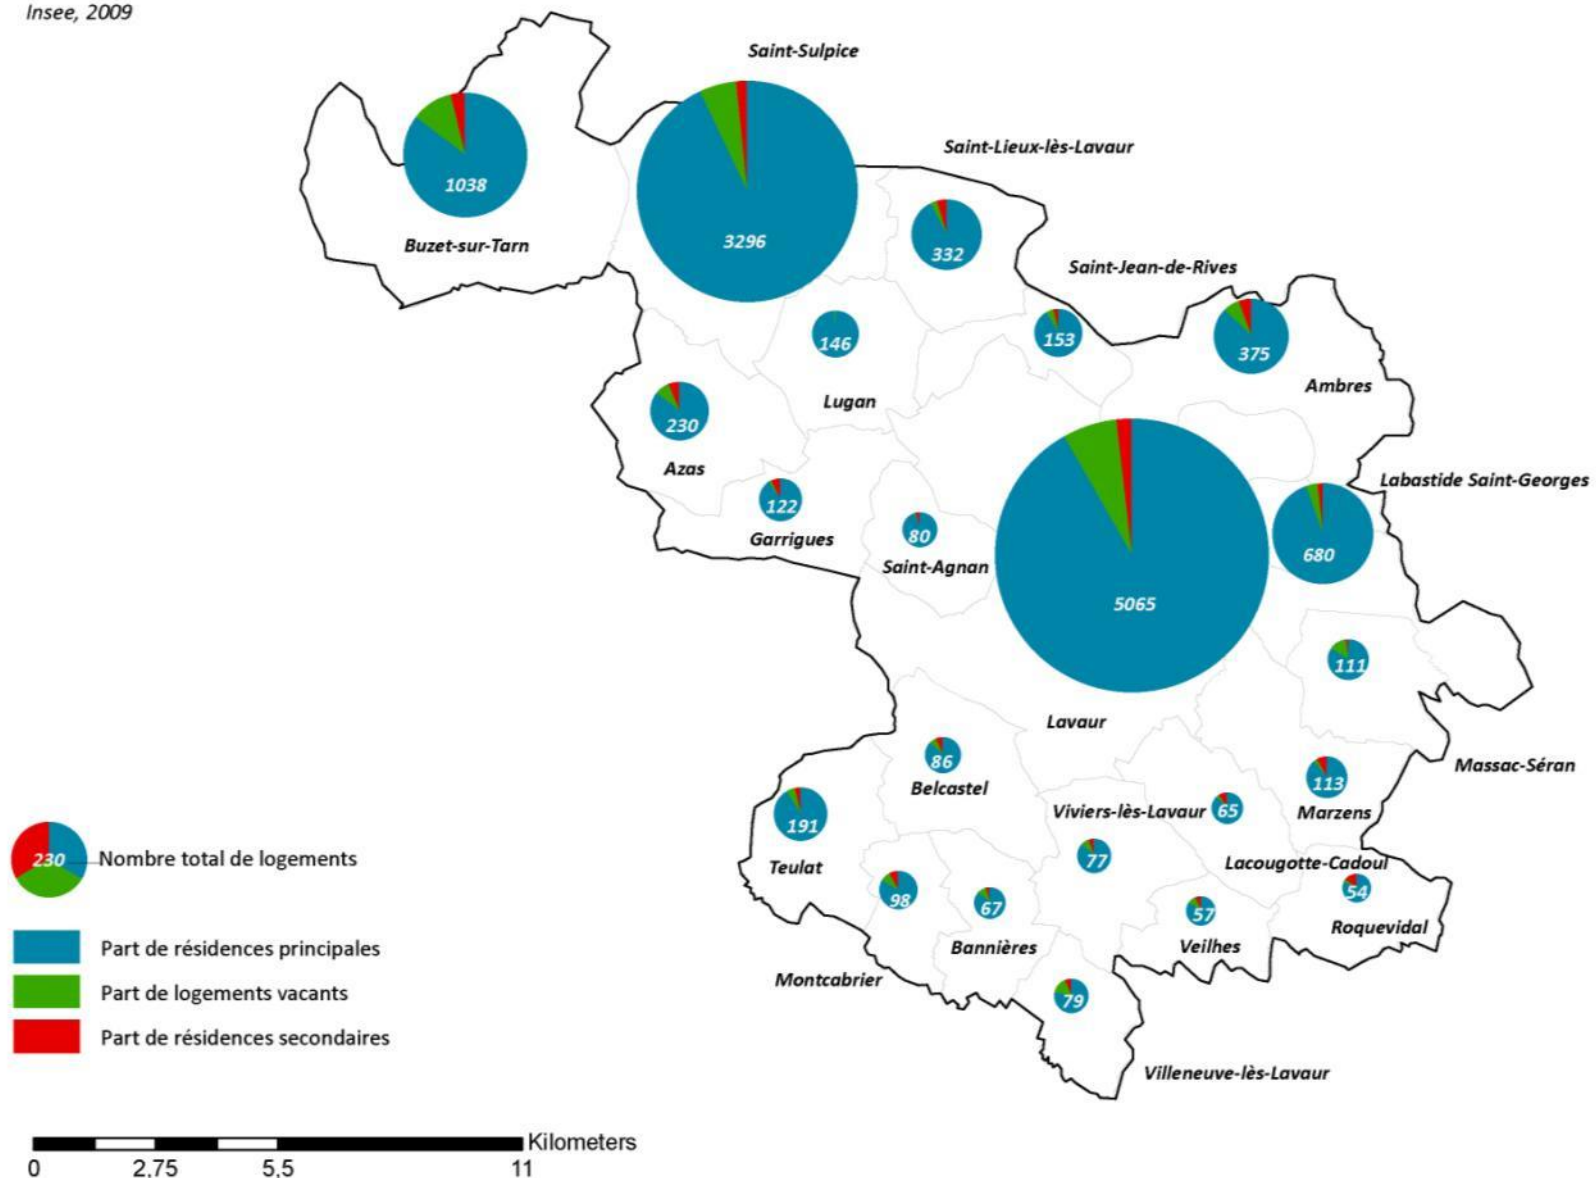 Insee, 2009
Saint-Sulpice
Saint-Lieux-lès-Lavaur
1038
3296
332
Buzet-sur-Tarn
Saint-Jean-de-Rives
146
153
375
Ambres
Lugan
230
Azas
Labastide Saint-Georges
122
Garrigues
80
Saint-Agnan
680
5065
111
Lavaur
86
Belcastel
Massac-Séran
113
Marzens
191
Viviers-lès-Lavaur
65
Teulat
77
Lacougotte-Cadoul
98
67
57
54
Roquevidal
Bannières
Veilhes
Montcabrier
79
Villeneuve-lès-Lavaur
230
Nombre total de logements
Part de résidences principales
Part de logements vacants
Part de résidences secondaires
Kilometers
0 2,75 5,5 11